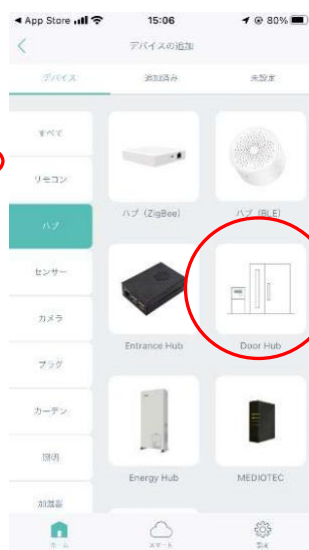 ◀ App Store 15:06 80%
デバイスの追加
デバイス 追加済み 未設定
すべて
リモコン
ハブ
センサー
カメラ
プラグ
カーテン
照明
加湿器
ハブ (ZigBee) ハブ (BLE)
Entrance Hub Door Hub
Energy Hub MEDIOTEC
ホーム スマート 設定